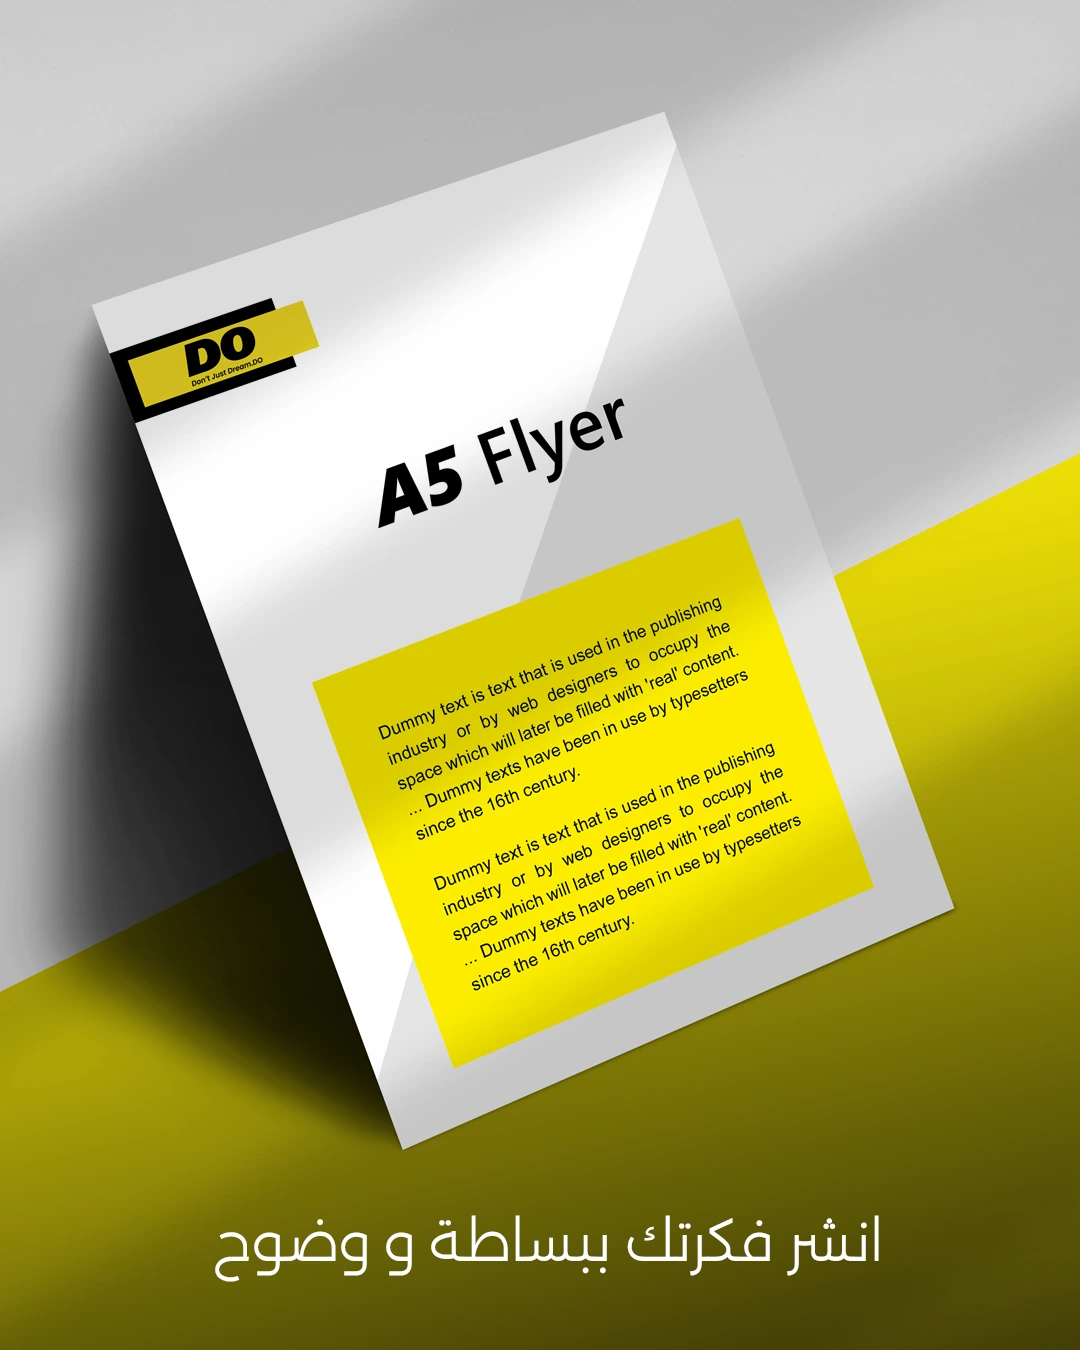 DO
Don't Just Dream.DO
A5 Flyer
Dummy text is text that is used in the publishing
industry or by web designers to occupy the
space which will later be filled with 'real' content.
... Dummy texts have been in use by typesetters
since the 16th century.
Dummy text is text that is used in the publishing
industry or by web designers to occupy the
space which will later be filled with 'real' content.
... Dummy texts have been in use by typesetters
since the 16th century.
انشر فكرتك ببساطة و وضوح